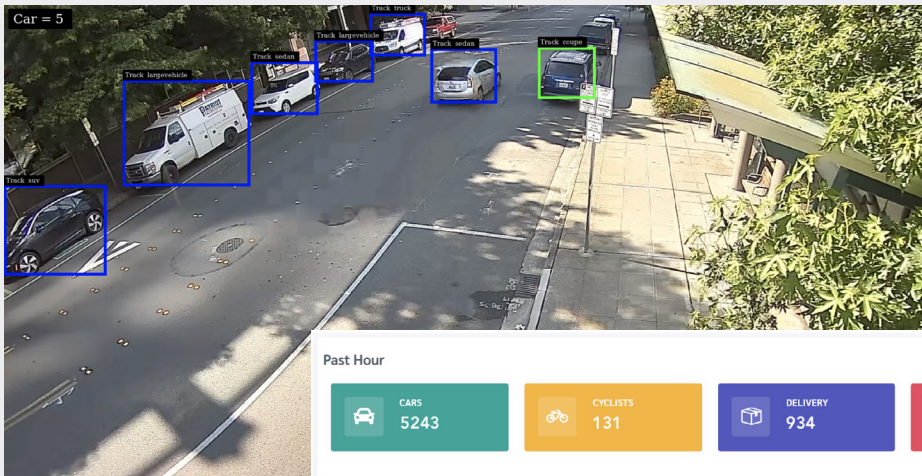 Car = 5
Track truck
Track largevehicle
Track sedan
Track coupe
Track sedan
Track largevehicle
PATRIOT
Track suv
Past Hour
CARS
5243
CYCLISTS
131
DELIVERY
934